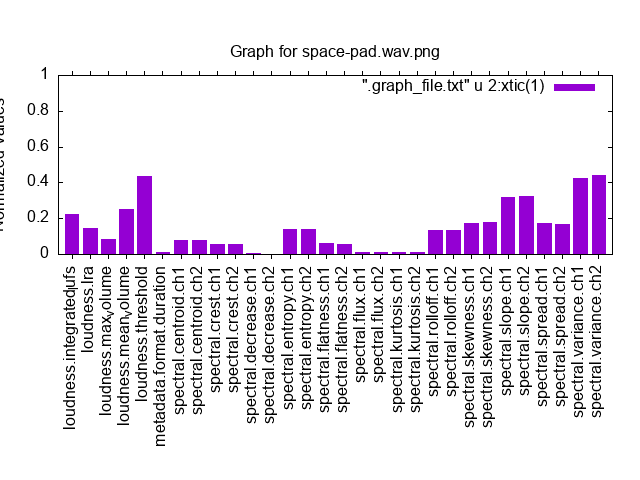 Graph for space-pad.wav.png
Normalized Values
".graph_file.txt" u 2:xtic(1)
1
0.8
0.6
0.4
0.2
0
loudness.integratedlufs
loudness.lra
loudness.maxvolume
loudness.meanvolume
loudness.threshold
metadata.format.duration
spectral.centroid.ch1
spectral.centroid.ch2
spectral.crest.ch1
spectral.crest.ch2
spectral.decrease.ch1
spectral.decrease.ch2
spectral.entropy.ch1
spectral.entropy.ch2
spectral.flatness.ch1
spectral.flatness.ch2
spectral.flux.ch1
spectral.flux.ch2
spectral.kurtosis.ch1
spectral.kurtosis.ch2
spectral.rolloff.ch1
spectral.rolloff.ch2
spectral.skewness.ch1
spectral.skewness.ch2
spectral.slope.ch1
spectral.slope.ch2
spectral.spread.ch1
spectral.spread.ch2
spectral.variance.ch1
spectral.variance.ch2